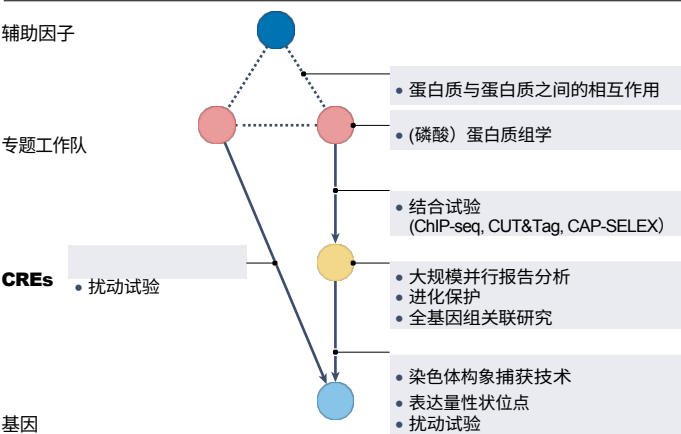 辅助因子
• 蛋白质与蛋白质之间的相互作用
• (磷酸）蛋白质组学
专题工作队
• 结合试验
(ChIP-seq, CUT&Tag, CAP-SELEX）
CREs
• 扰动试验
• 大规模并行报告分析
• 进化保护
• 全基因组关联研究
• 染色体构象捕获技术
• 表达量性状位点
• 扰动试验
基因